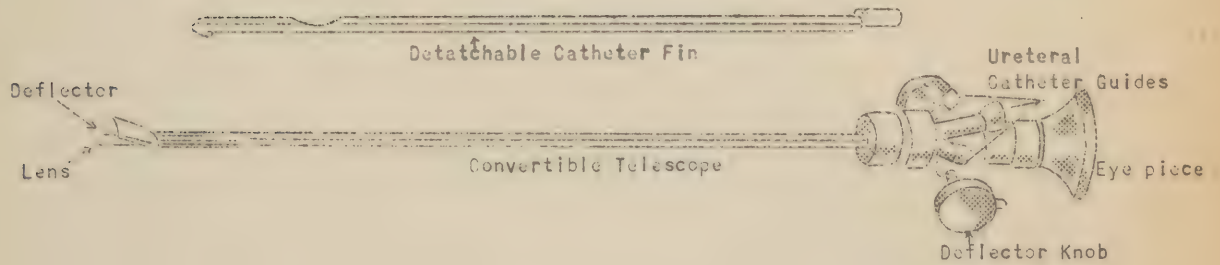 Detatchable Catheter Fin
Ureteral
Catheter Guides
Deflector
Lens
Convertible Telescope
Eye piece
Deflector Knob